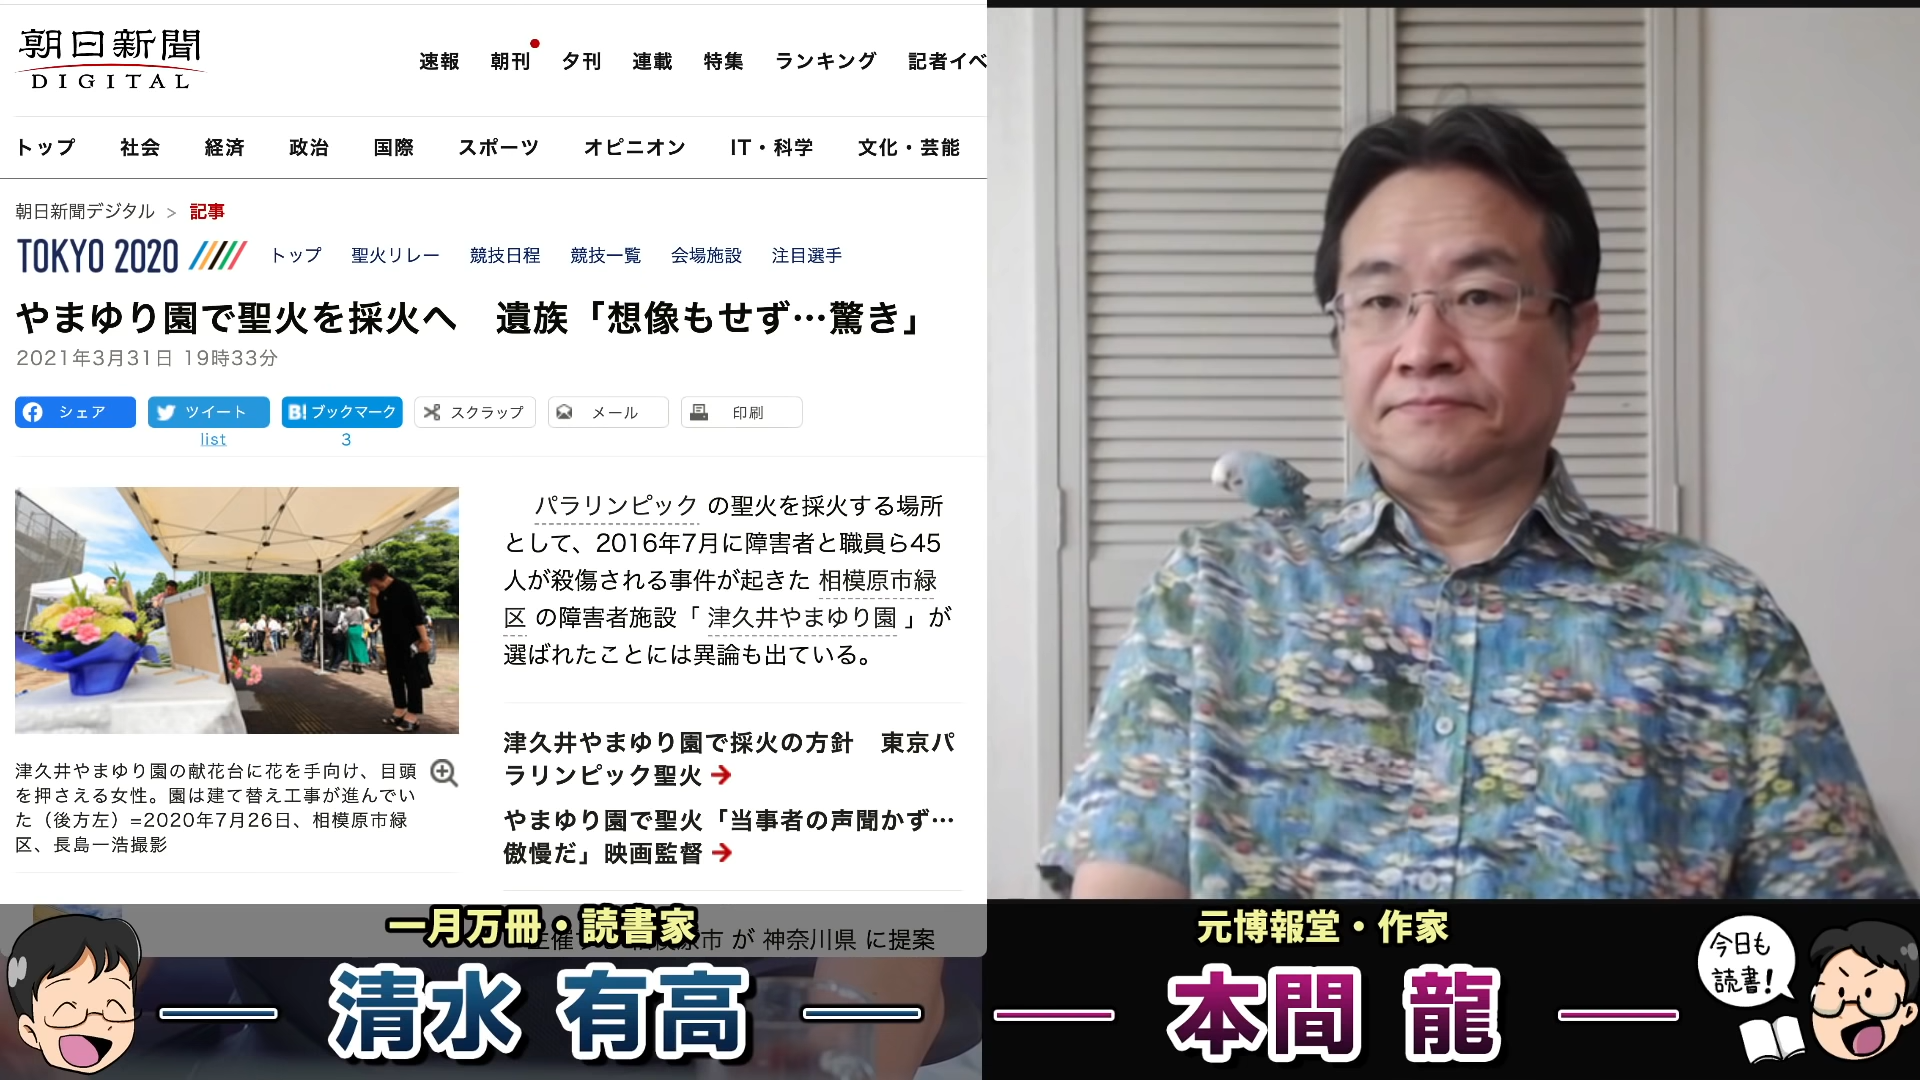 朝日新聞
DIGITAL
速報 朝刊 夕刊 連載 特集 ランキング 記者イベ
トップ 社会 経済 政治 国際 スポーツ オピニオン IT・科学 文化・芸能
朝日新聞デジタル > 記事
TOKYO 2020 トップ 聖火リレー 競技日程 競技一覧 会場施設 注目選手
やまゆり園で聖火を採火へ 遺族「想像もせず…驚き」
2021年3月31日 19時33分
シェア ツイート B!ブックマーク スクラップ メール 印刷
list 3
パラリンピック の聖火を採火する場所
として、2016年7月に障害者と職員ら45
人が殺傷される事件が起きた 相模原市緑
区 の障害者施設「 津久井やまゆり園 」が
選ばれたことには異論も出ている。
津久井やまゆり園で採火の方針 東京パ
ラリンピック聖火
やまゆり園で聖火「当事者の声聞かず…
傲慢だ」映画監督
津久井やまゆり園の献花台に花を手向け、目頭
を押さえる女性。園は建て替え工事が進んでい
た（後方左）=2020年7月26日、相模原市緑
区、長島一浩撮影
市 が 神奈川県 に提案
一月万冊・読書家
清水 有高
元博報堂・作家
本間 龍
今日も
読書!